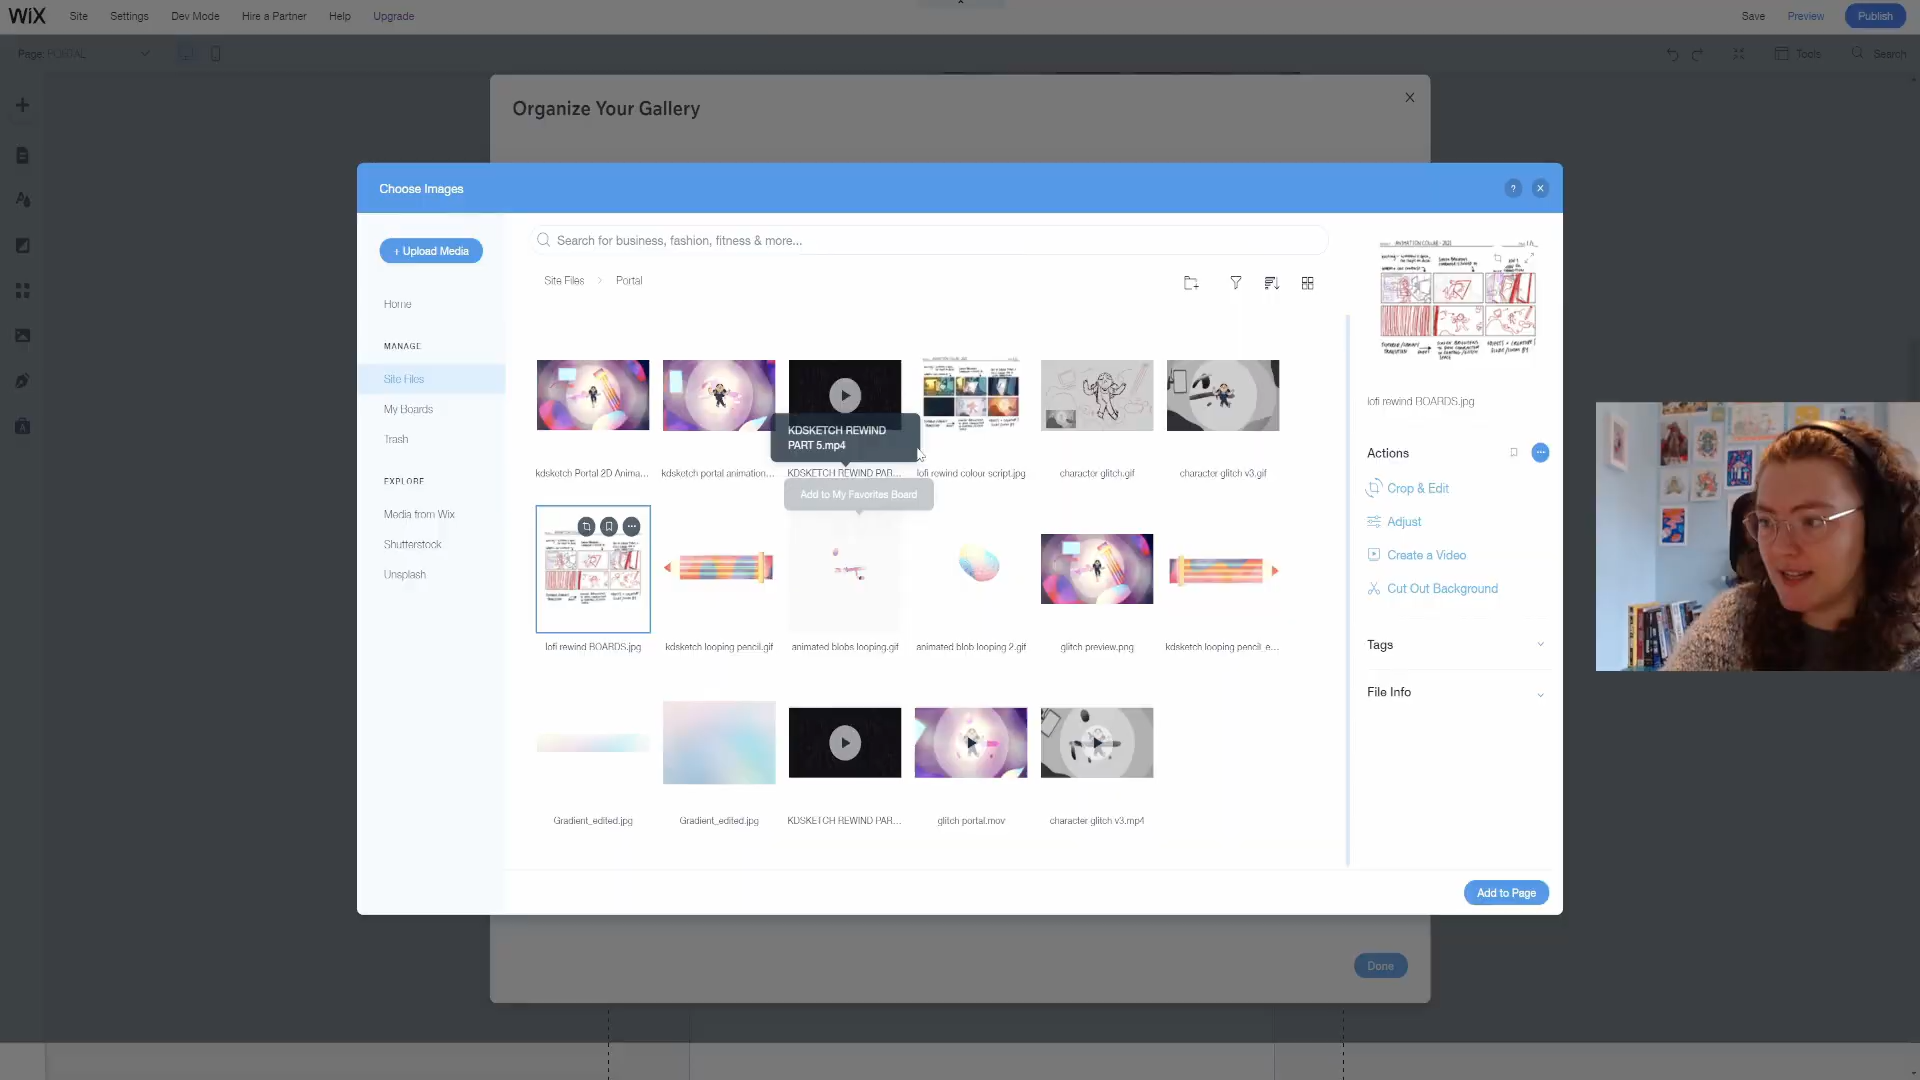 WiX Site Settings Dev Mode Hire a Partner Help Upgrade Save Preview Publish
Page: PORTAL Tools Search
Organize Your Gallery
Choose Images
?
+ Upload Media
Search for business, fashion, fitness & more...
Site Files > Portal
Home
MANAGE
Site Files
My Boards
Trash
EXPLORE
Media from Wix
Shutterstock
Unsplash
KDSKETCH REWIND
PART 5.mp4
kdsketch Portal 2D Anima...
kdsketch portal animation...
KDSKETCH REWIND PAR...
lofi rewind colour script.jpg
character glitch.gif
character glitch v3.gif
Add to My Favorites Board
lofi rewind BOARDS.jpg
kdsketch looping pencil.gif
animated blobs looping.gif
animated blob looping 2.gif
glitch preview.png
kdsketch looping pencil_e...
Gradient_edited.jpg
Gradient_edited.jpg
KDSKETCH REWIND PAR...
glitch portal.mov
character glitch v3.mp4
ANIMATION COLLAB - 2021
lofi rewind BOARDS.jpg
Actions
Crop & Edit
Adjust
Create a Video
Cut Out Background
Tags
File Info
Add to Page
Done